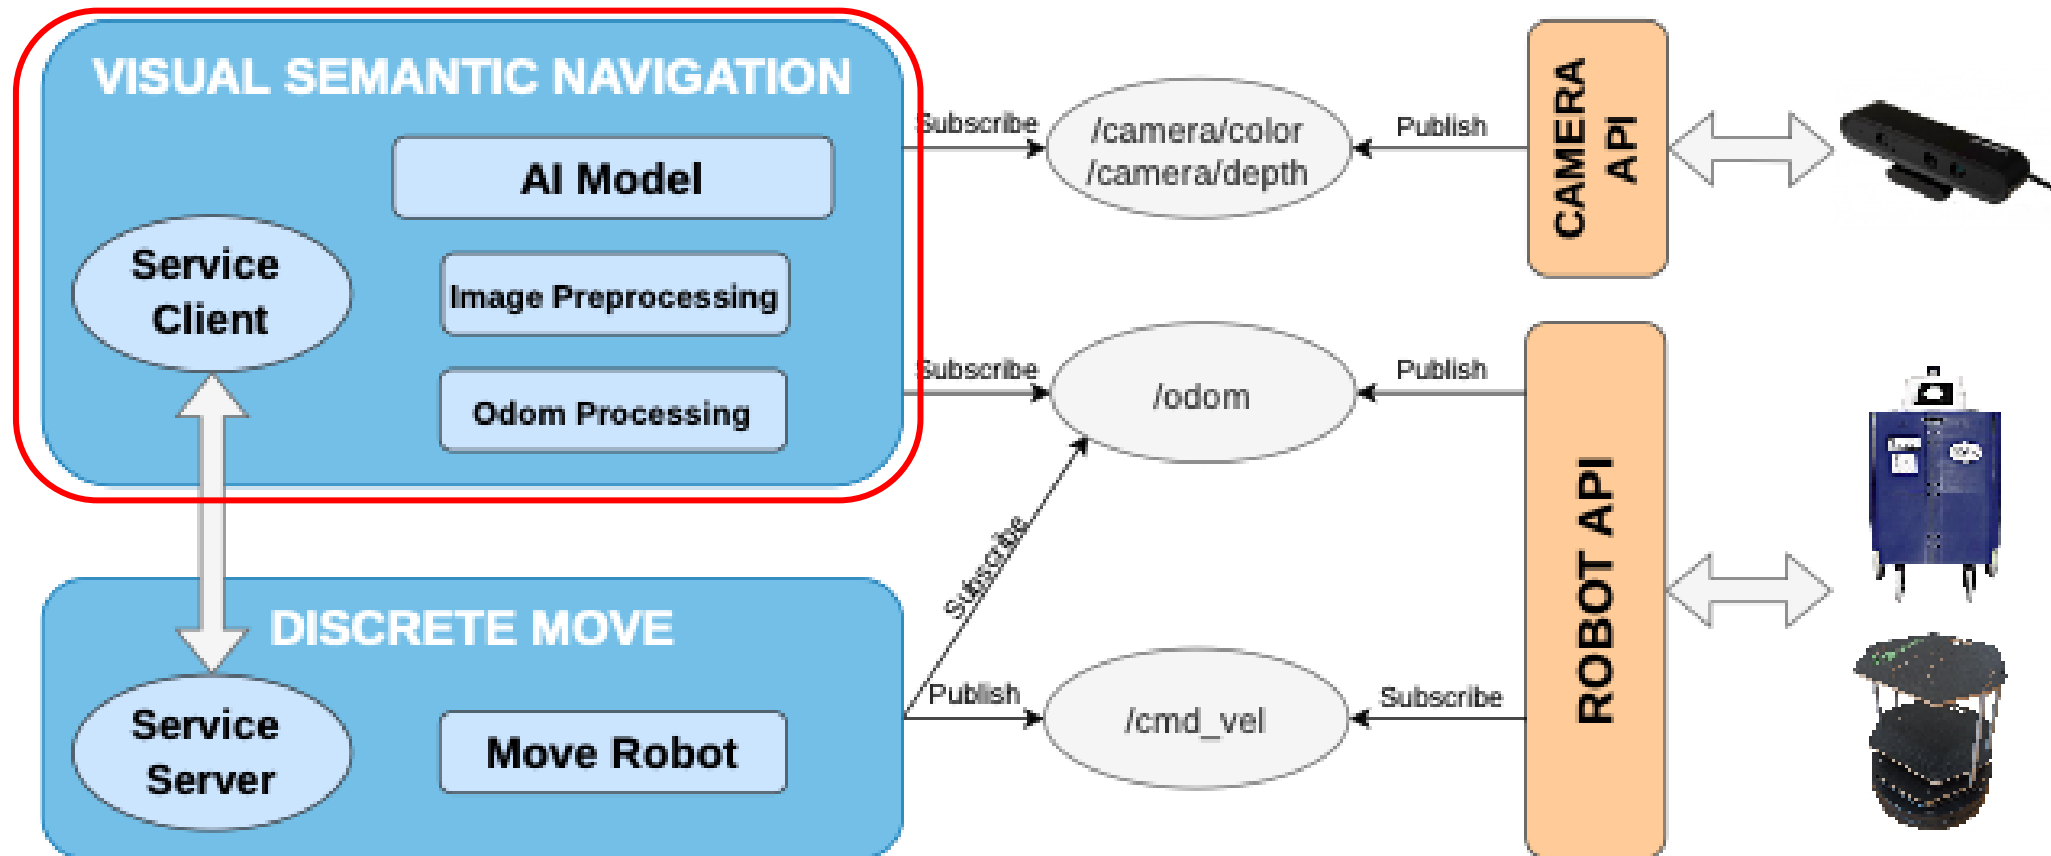 VISUAL SEMANTIC NAVIGATION
AI Model
Service
Client
Image Preprocessing
Odom Processing
Subscribe
/camera/color
/camera/depth
Publish
CAMERA
API
Subscribe
/odom
Publish
Subscribe
ROBOT API
DISCRETE MOVE
Service
Server
Move Robot
Publish
/cmd_vel
Subscribe